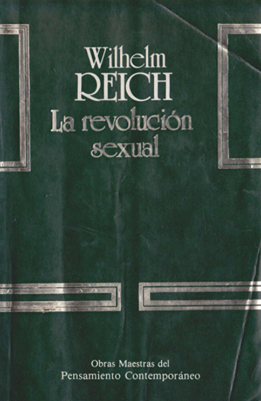 Wilhelm
REICH
La revolución
sexual
Obras Maestras del
Pensamiento Contemporáneo